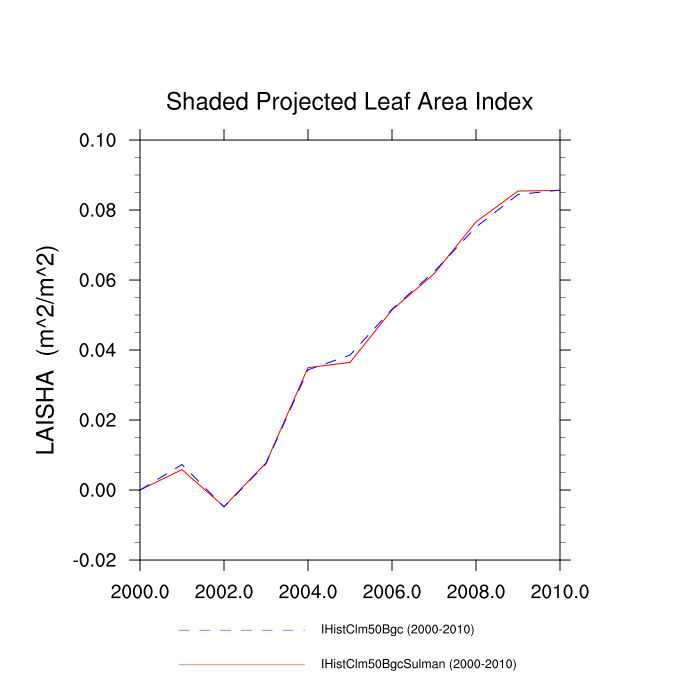 Shaded Projected Leaf Area Index
LAISHA (m^2/m^2)
0.10
0.08
0.06
0.04
0.02
0.00
-0.02
2000.0 2002.0 2004.0 2006.0 2008.0 2010.0
IHistClm50Bgc (2000-2010)
IHistClm50BgcSulman (2000-2010)